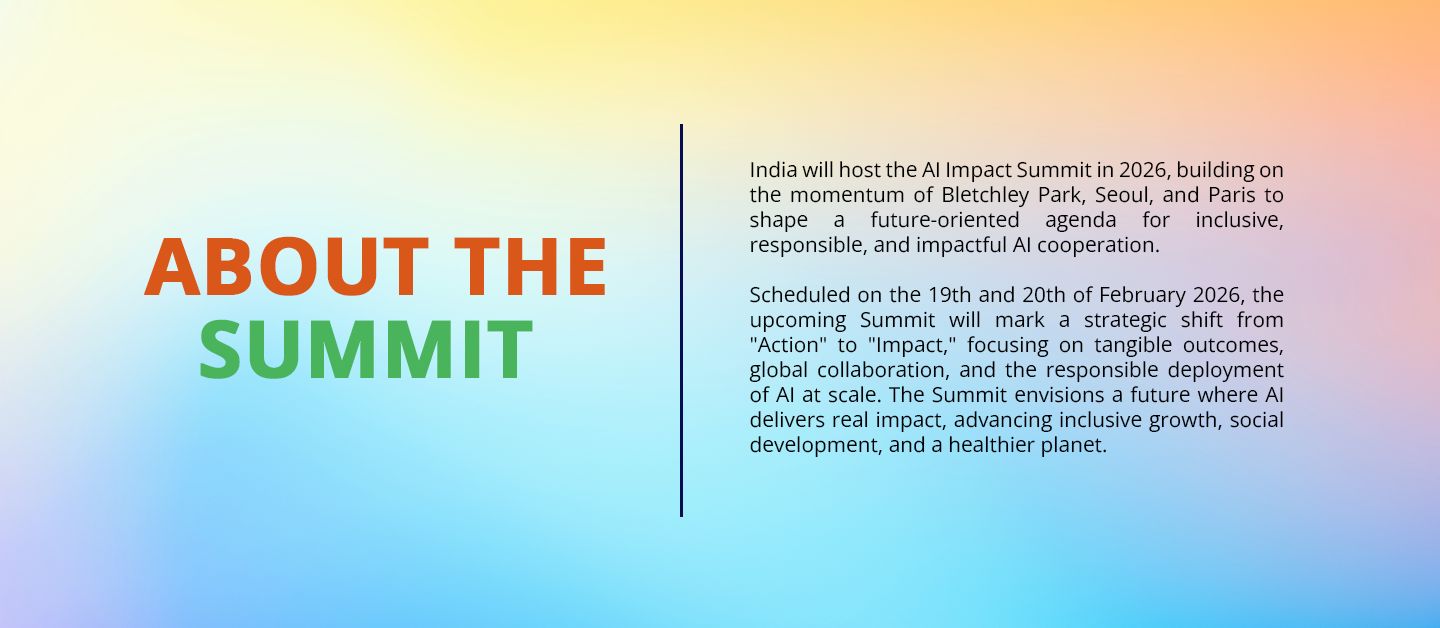 ABOUT THE
SUMMIT
India will host the AI Impact Summit in 2026, building on
the momentum of Bletchley Park, Seoul, and Paris to
shape a future-oriented agenda for inclusive,
responsible, and impactful AI cooperation.
Scheduled on the 19th and 20th of February 2026, the
upcoming Summit will mark a strategic shift from
"Action" to "Impact," focusing on tangible outcomes,
global collaboration, and the responsible deployment
of AI at scale. The Summit envisions a future where AI
delivers real impact, advancing inclusive growth, social
development, and a healthier planet.